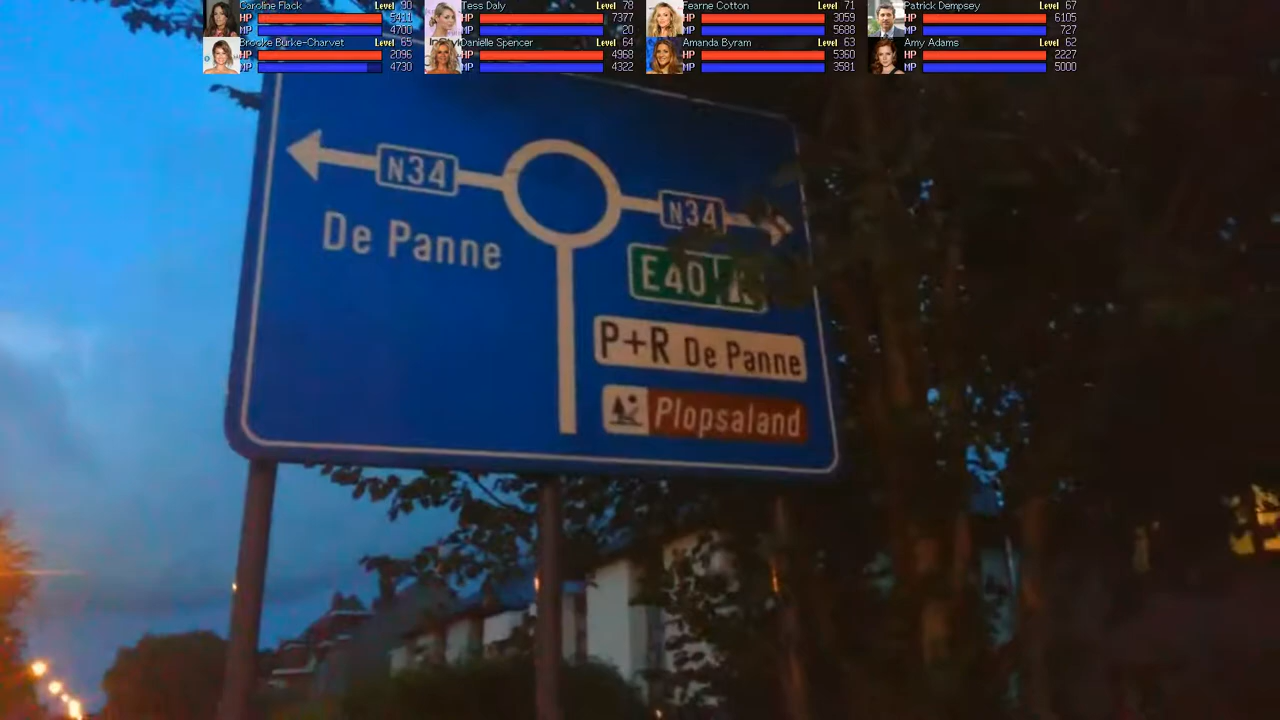 Caroline Flack Level 90
HP 5411
MP 4700
Tess Daly Level 78
HP 7377
MP 20
Fearne Cotton Level 71
HP 3059
MP 5688
Patrick Dempsey Level 67
HP 6105
MP 727
Brooke Burke-Charvet Level 65
HP 2096
MP 4730
Danielle Spencer Level 64
HP 4968
MP 4322
Amanda Byram Level 63
HP 5360
MP 3581
Amy Adams Level 62
HP 2227
MP 5000
N34
N34
De Panne
E40
P+R De Panne
Plopsaland